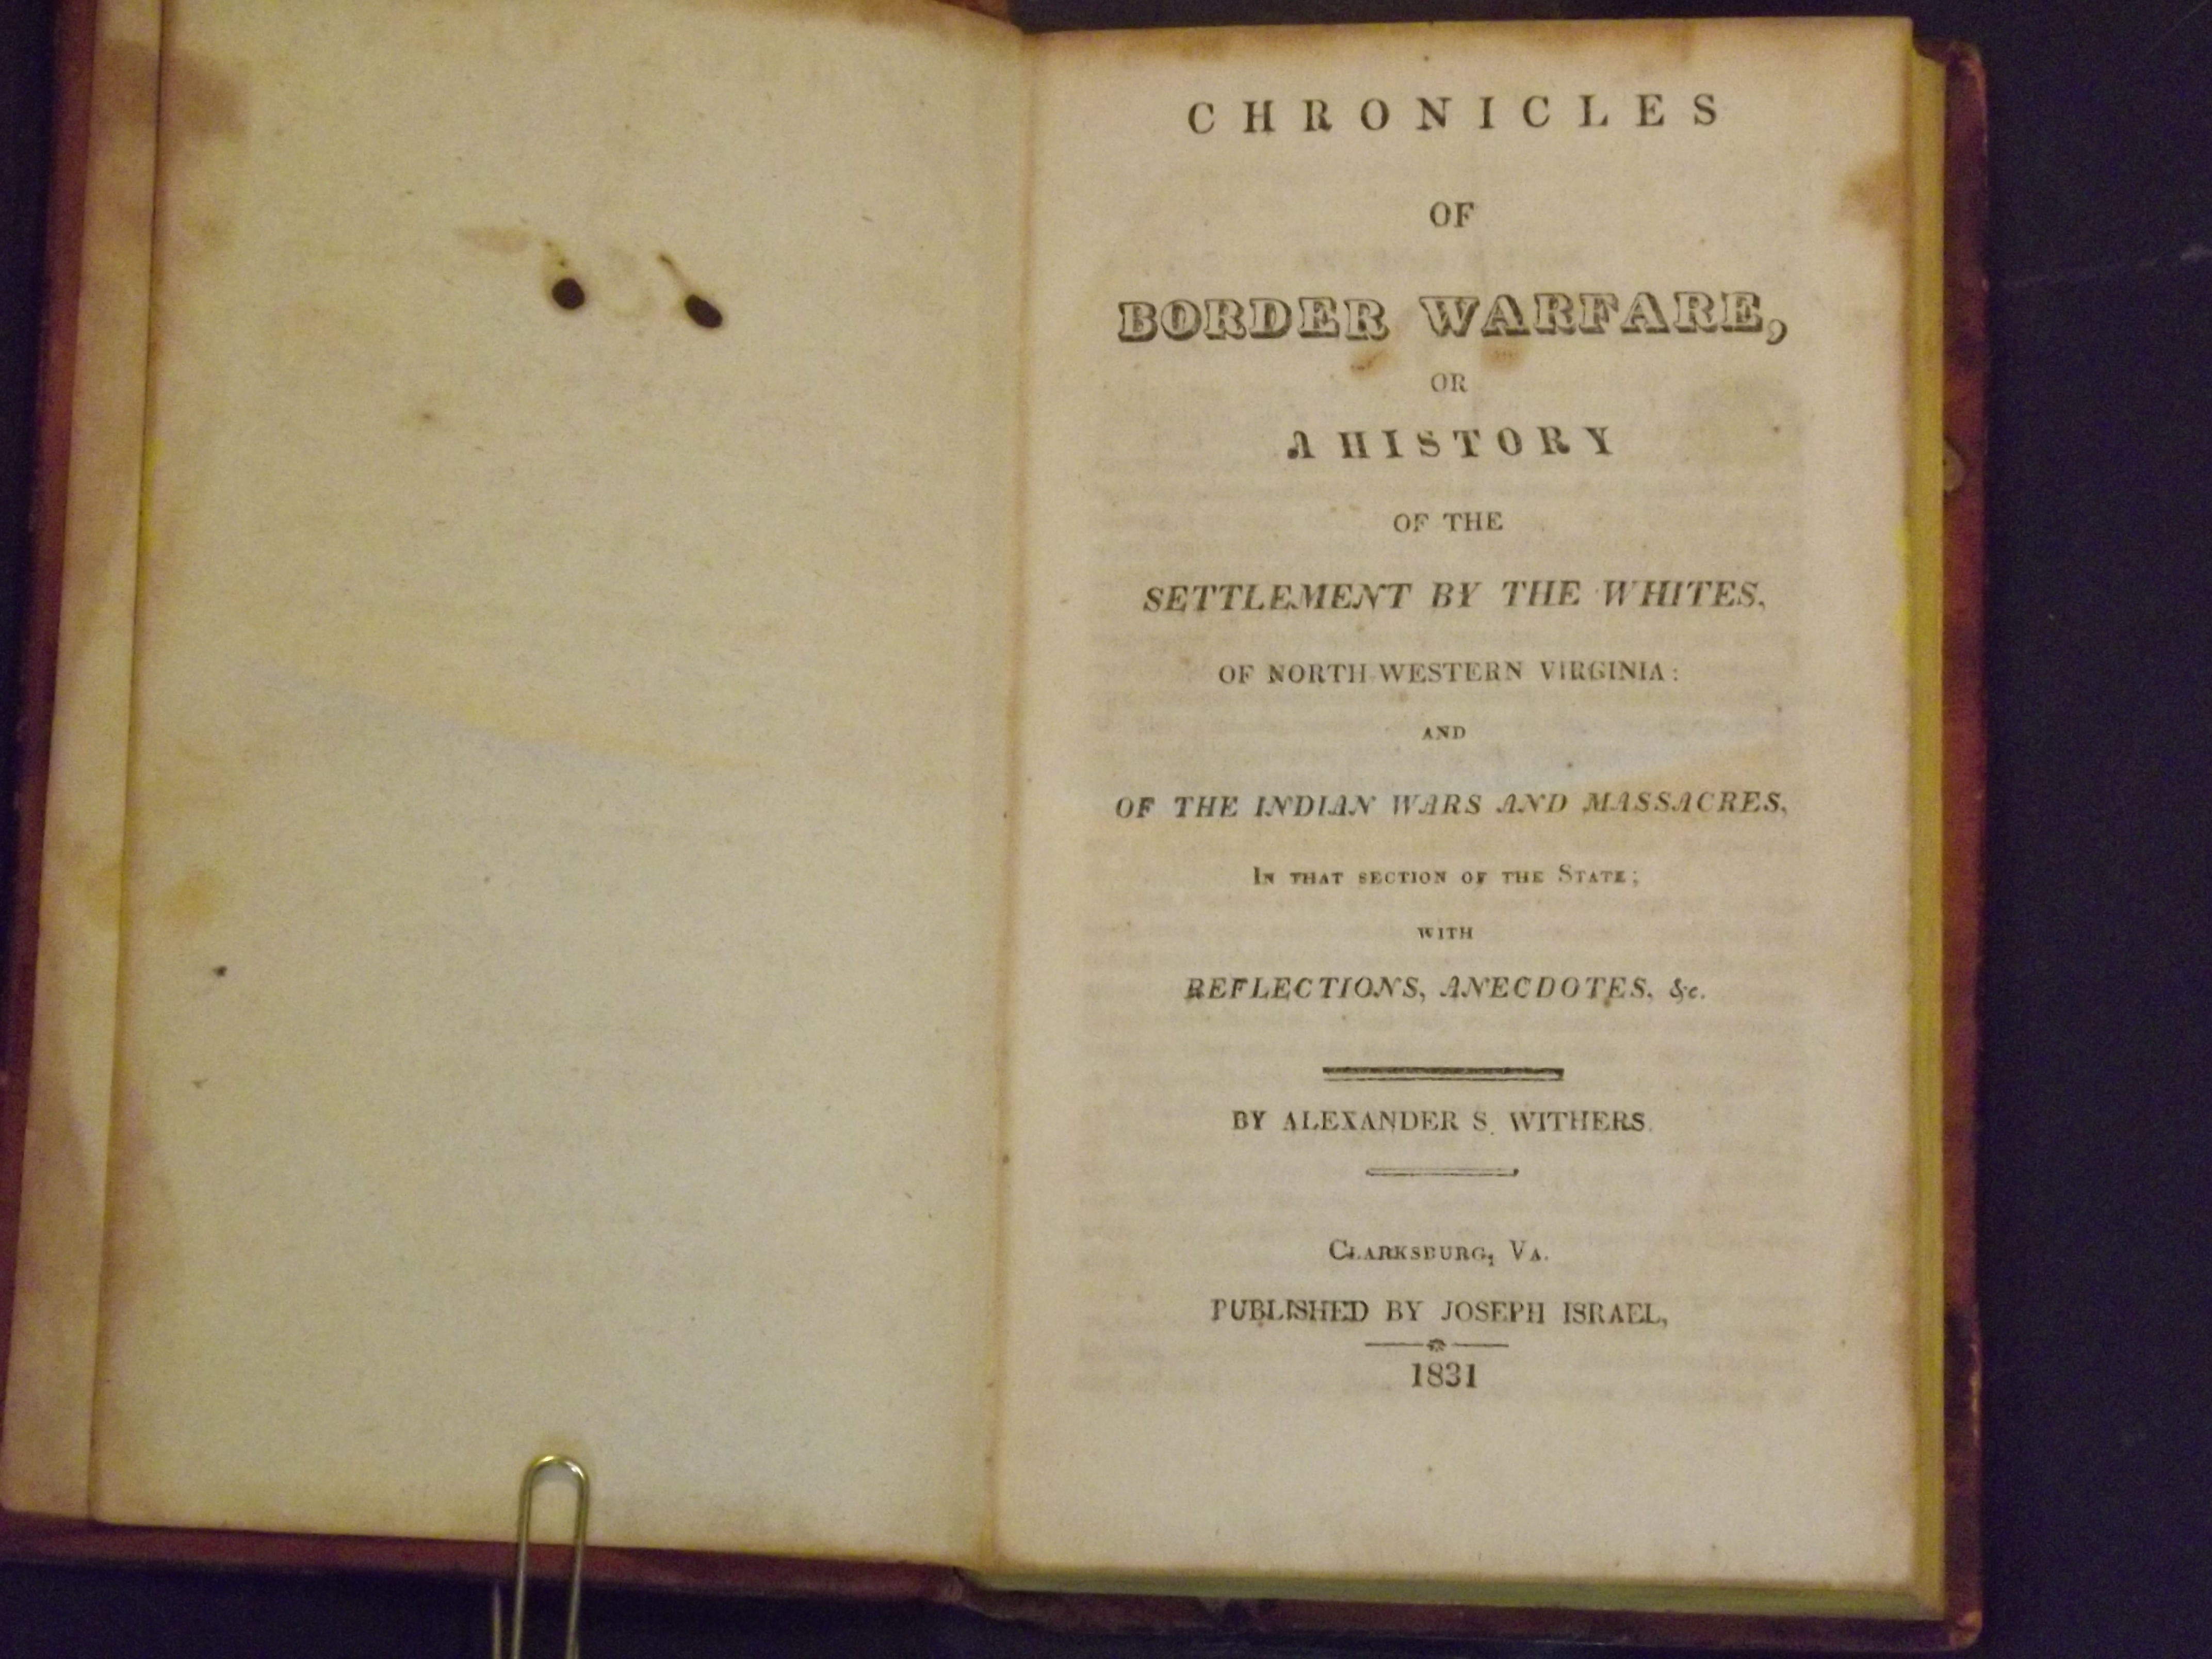 CHRONICLES
OF
BORDER WARFARE,
OR
A HISTORY
OF THE
SETTLEMENT BY THE WHITES,
OF NORTH-WESTERN VIRGINIA:
AND
OF THE INDIAN WARS AND MASSACRES,
IN THAT SECTION OF THE STATE;
WITH
REFLECTIONS, ANECDOTES, &c.
BY ALEXANDER S. WITHERS.
CLARKSBURG, VA.
PUBLISHED BY JOSEPH ISRAEL,
1831